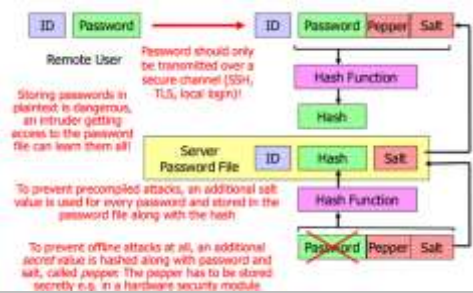 ID Password ID Password Pepper Salt
Remote User
Password should only
be transmitted over a
secure channel (SSH,
TLS, local login)!
Hash Function
Storing passwords in
plaintext is dangerous,
an intruder getting
access to the password
file can learn them all!
Hash
Server
Password File
ID Hash Salt
To prevent precompiled attacks, an additional salt
value is used for every password and stored in the
password file along with the hash
Hash Function
To prevent offline attacks at all, an additional
secret value is hashed along with password and
salt, called pepper. The pepper has to be stored
secretly e.g. in a hardware security module
Password Pepper Salt